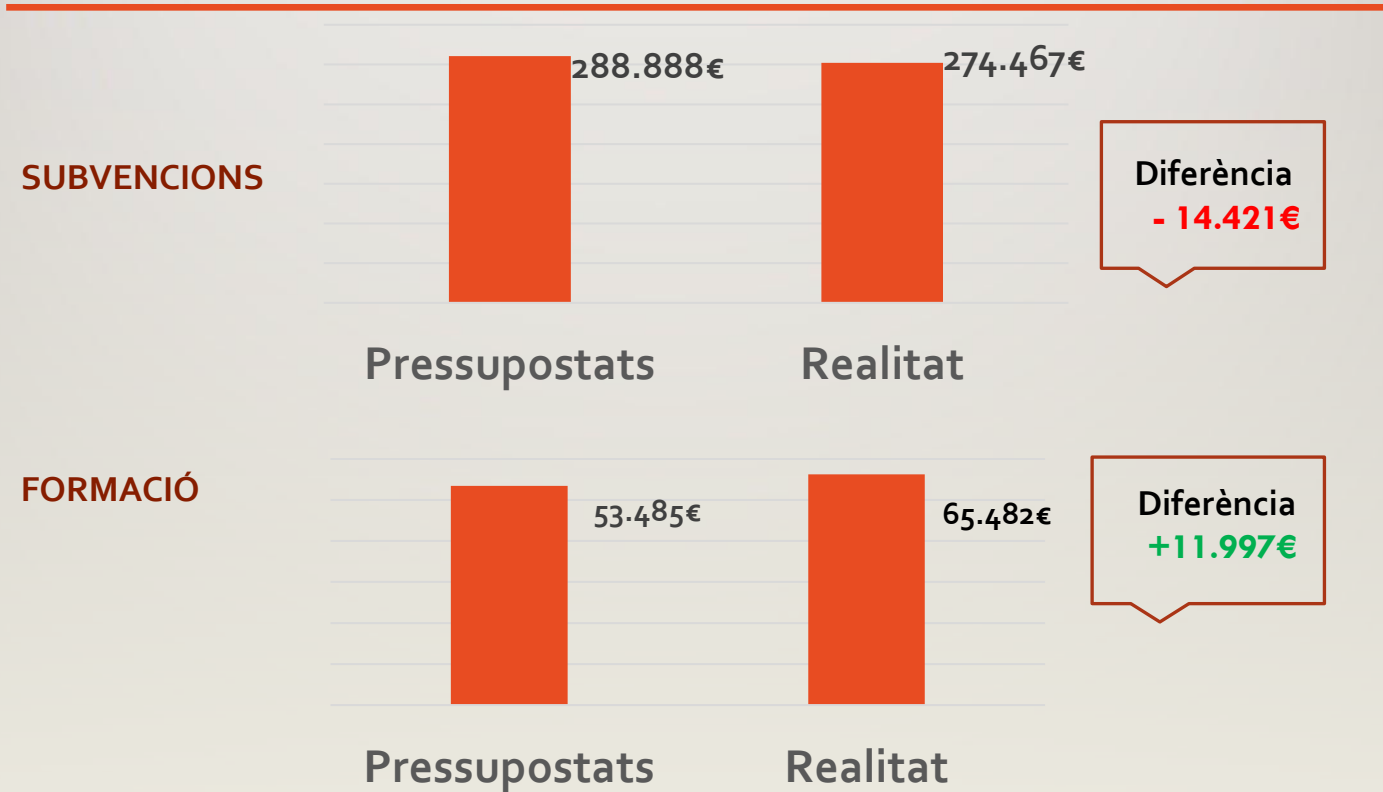 288.888€
274.467€
SUBVENCIONS
Diferència
- 14.421€
Pressupostats
Realitat
FORMACIÓ
53.485€
65.482€
Diferència
+11.997€
Pressupostats
Realitat